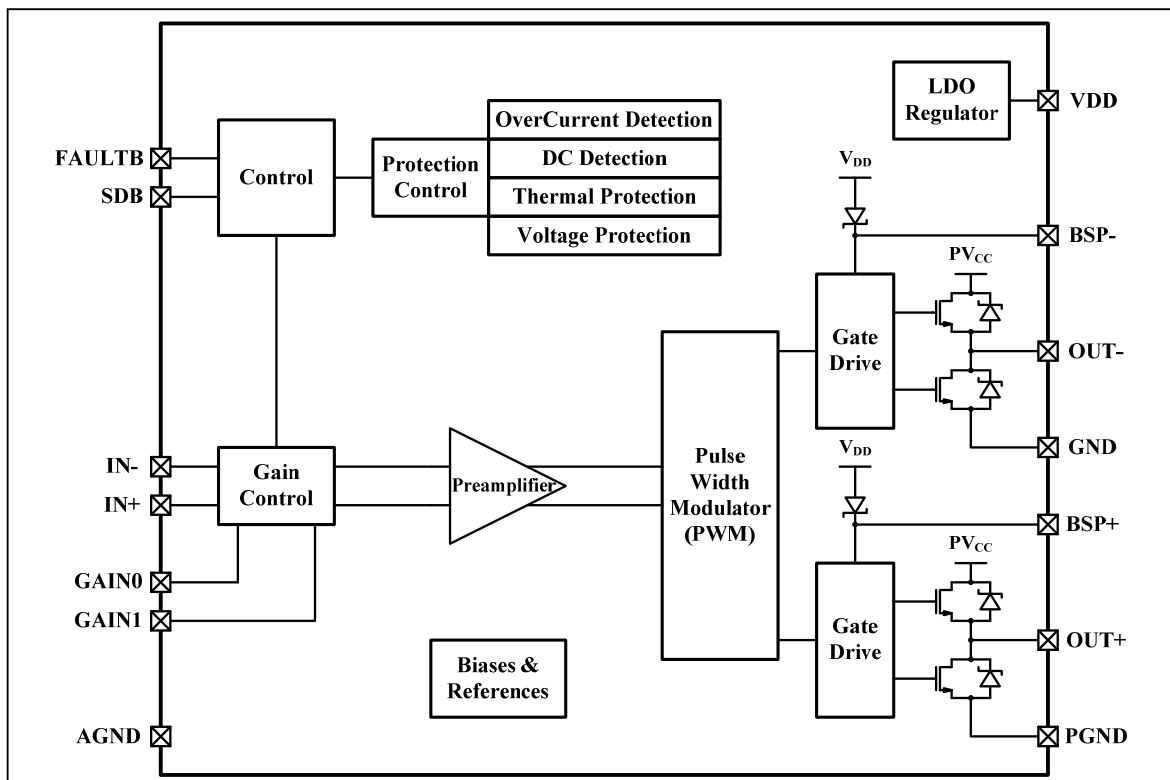 FAULTB
SDB
Control
Protection
Control
OverCurrent Detection
DC Detection
Thermal Protection
Voltage Protection
LDO
Regulator
VDD
VDD
BSP-
PVCC
Gate
Drive
OUT-
GND
IN-
IN+
Gain
Control
Preamplifier
Pulse
Width
Modulator
(PWM)
VDD
BSP+
PVCC
GAIN0
GAIN1
Gate
Drive
OUT+
Biases &
References
AGND
PGND